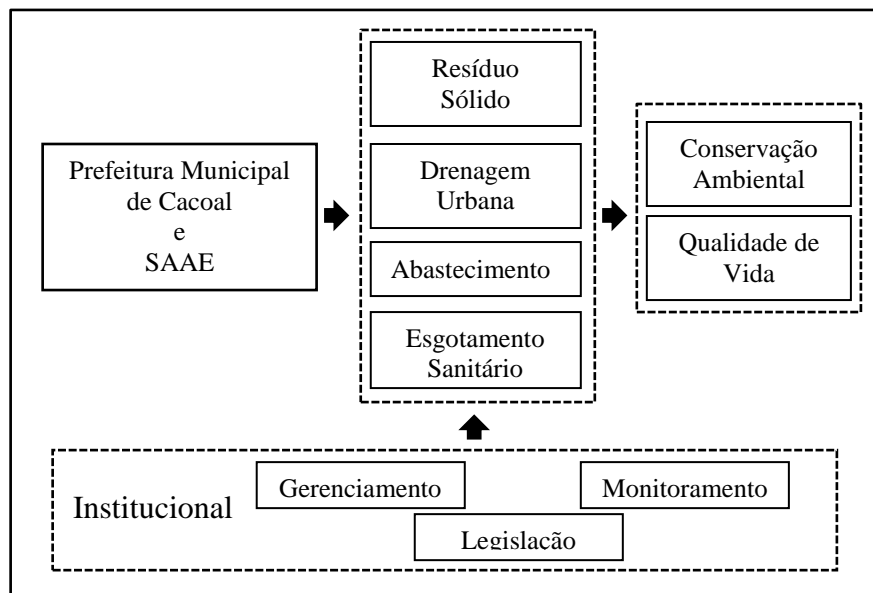 Prefeitura Municipal
de Cacoal
e
SAAE
Resíduo
Sólido
Drenagem
Urbana
Abastecimento
Esgotamento
Sanitário
Conservação
Ambiental
Qualidade de
Vida
Institucional
Gerenciamento
Monitoramento
Legislação